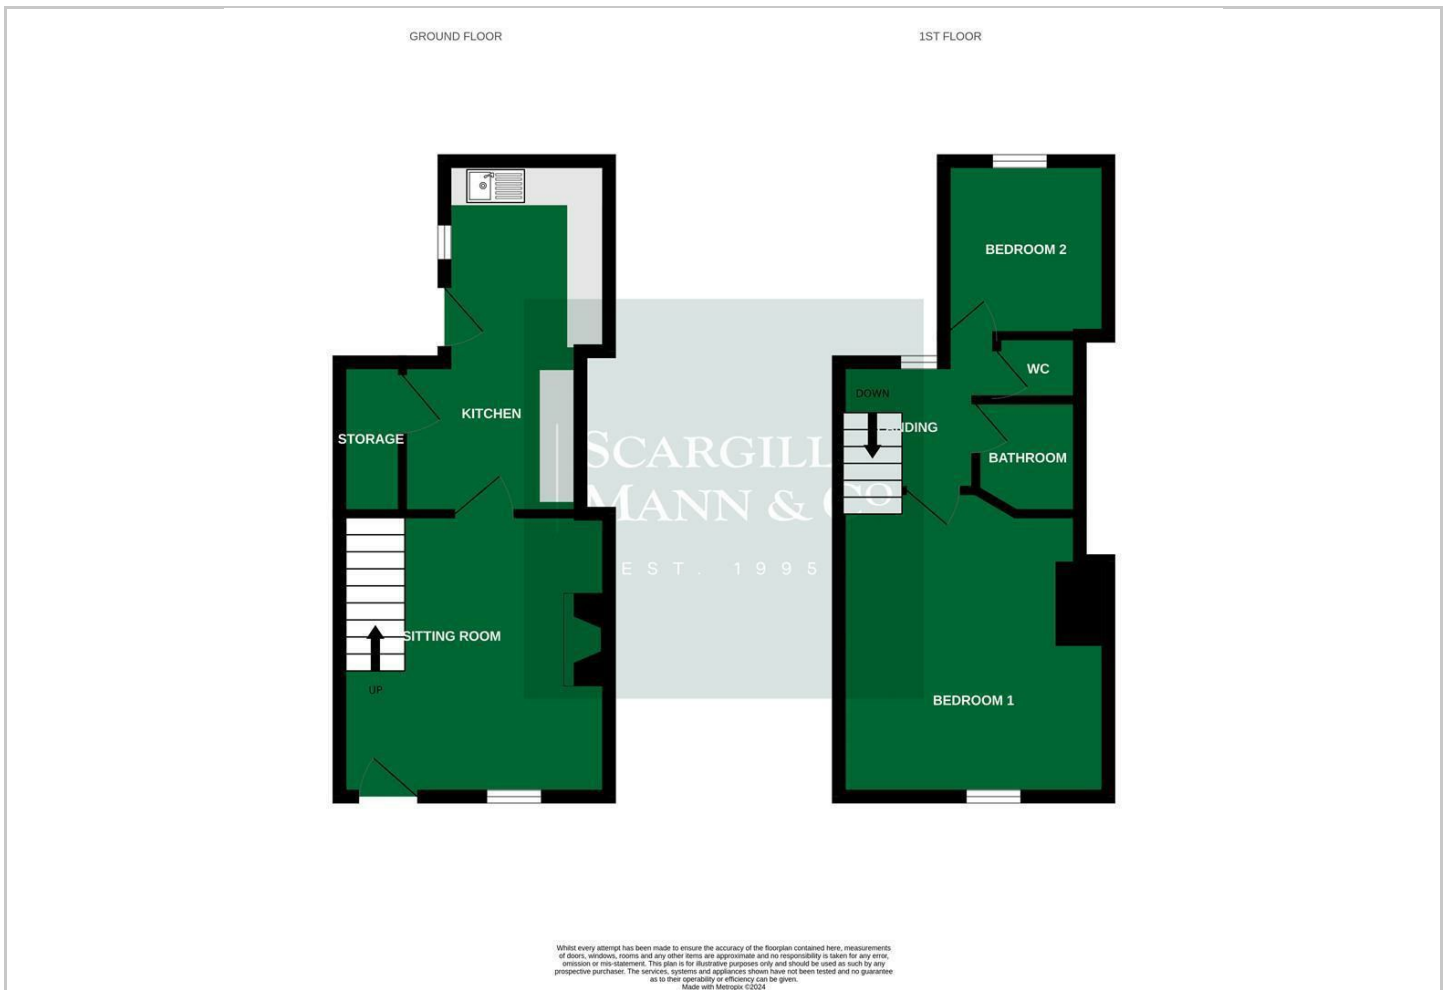 GROUND FLOOR
1ST FLOOR
BEDROOM 2
WC
DOWN
LANDING
BATHROOM
KITCHEN
STORAGE
SCARGILL
MANN & CO
EST. 1995
SITTING ROOM
UP
BEDROOM 1
Whilst every attempt has been made to ensure the accuracy of the floorplan contained here, measurements
of doors, windows, rooms and any other items are approximate and no responsibility is taken for any error,
omission or mis-statement. This plan is for illustrative purposes only and should be used as such by any
prospective purchaser. The services, systems and appliances shown have not been tested and no guarantee
as to their operability or efficiency can be given.
Made with Metropix ©2024